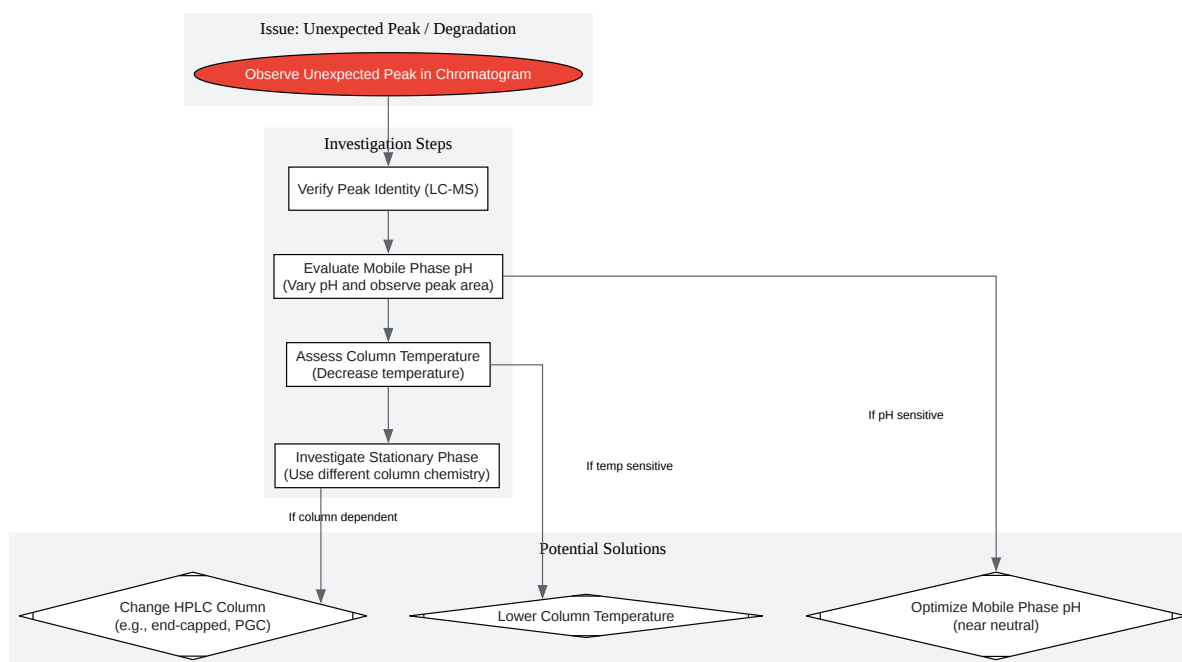 Issue: Unexpected Peak / Degradation
Observe Unexpected Peak in Chromatogram
Investigation Steps
Verify Peak Identity (LC-MS)
Evaluate Mobile Phase pH
(Vary pH and observe peak area)
Assess Column Temperature
(Decrease temperature)
If pH sensitive
Investigate Stationary Phase
(Use different column chemistry)
If temp sensitive
If column dependent
Potential Solutions
Change HPLC Column
(e.g., end-capped, PGC)
Lower Column Temperature
Optimize Mobile Phase pH
(near neutral)